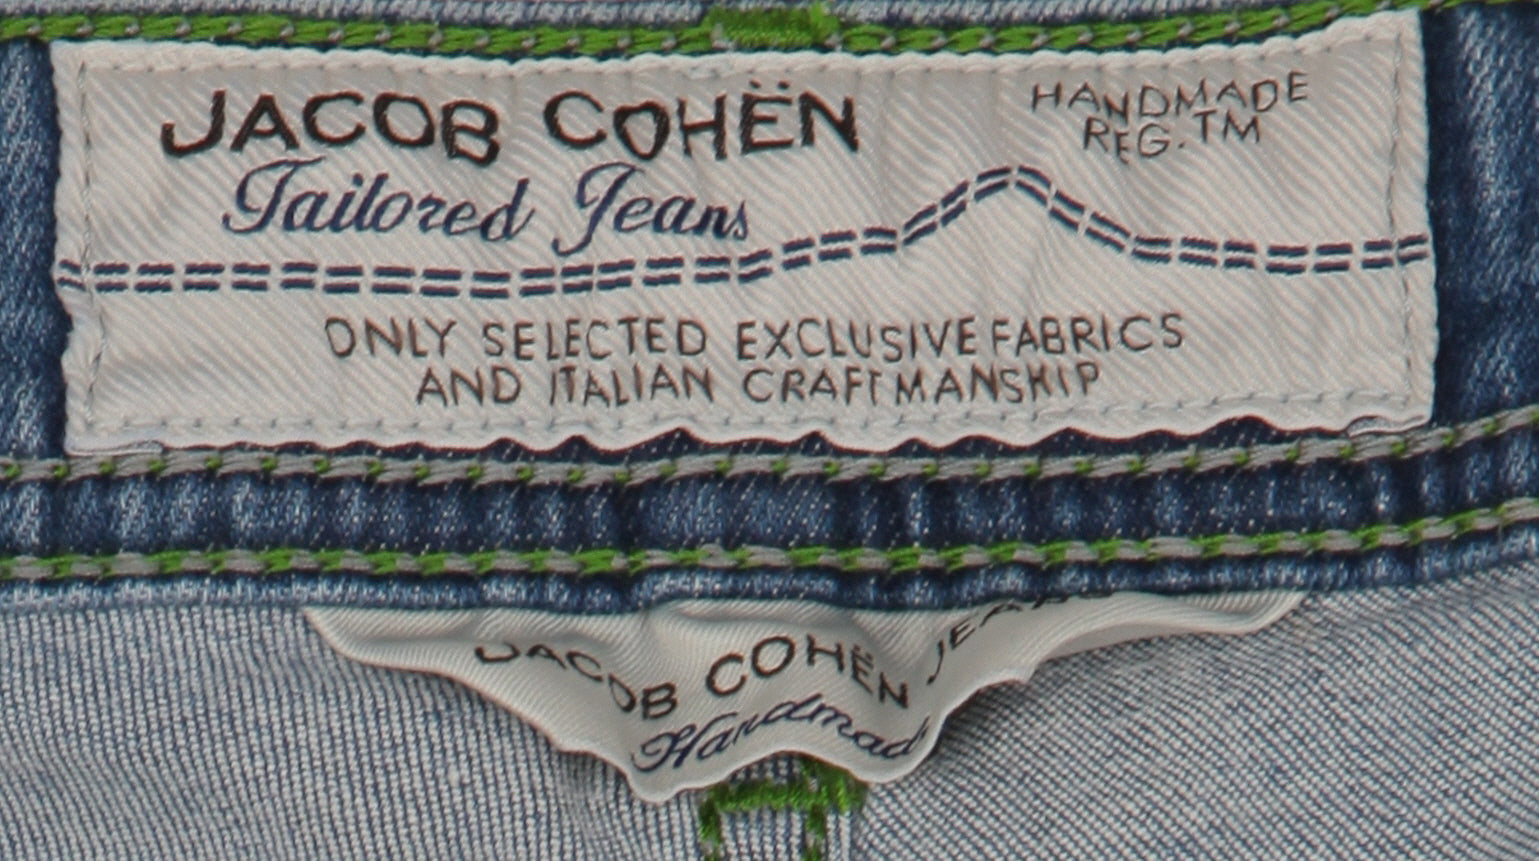 JACOB COHËN
HANDMADE
REG.TM
Tailored Jeans
ONLY SELECTED EXCLUSIVE FABRICS
AND ITALIAN CRAFTMANSHIP
JACOB COHËN JEANS
Handmade